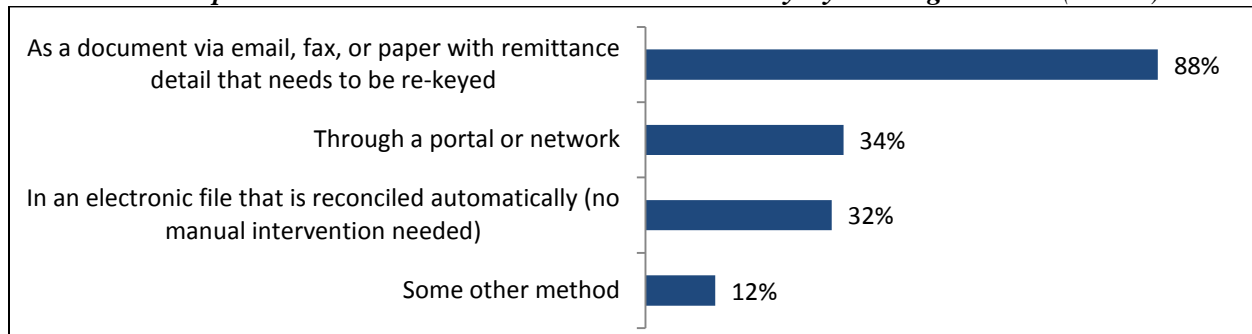 As a document via email, fax, or paper with remittance
detail that needs to be re-keyed
88%
Through a portal or network
34%
In an electronic file that is reconciled automatically (no
manual intervention needed)
32%
Some other method
12%